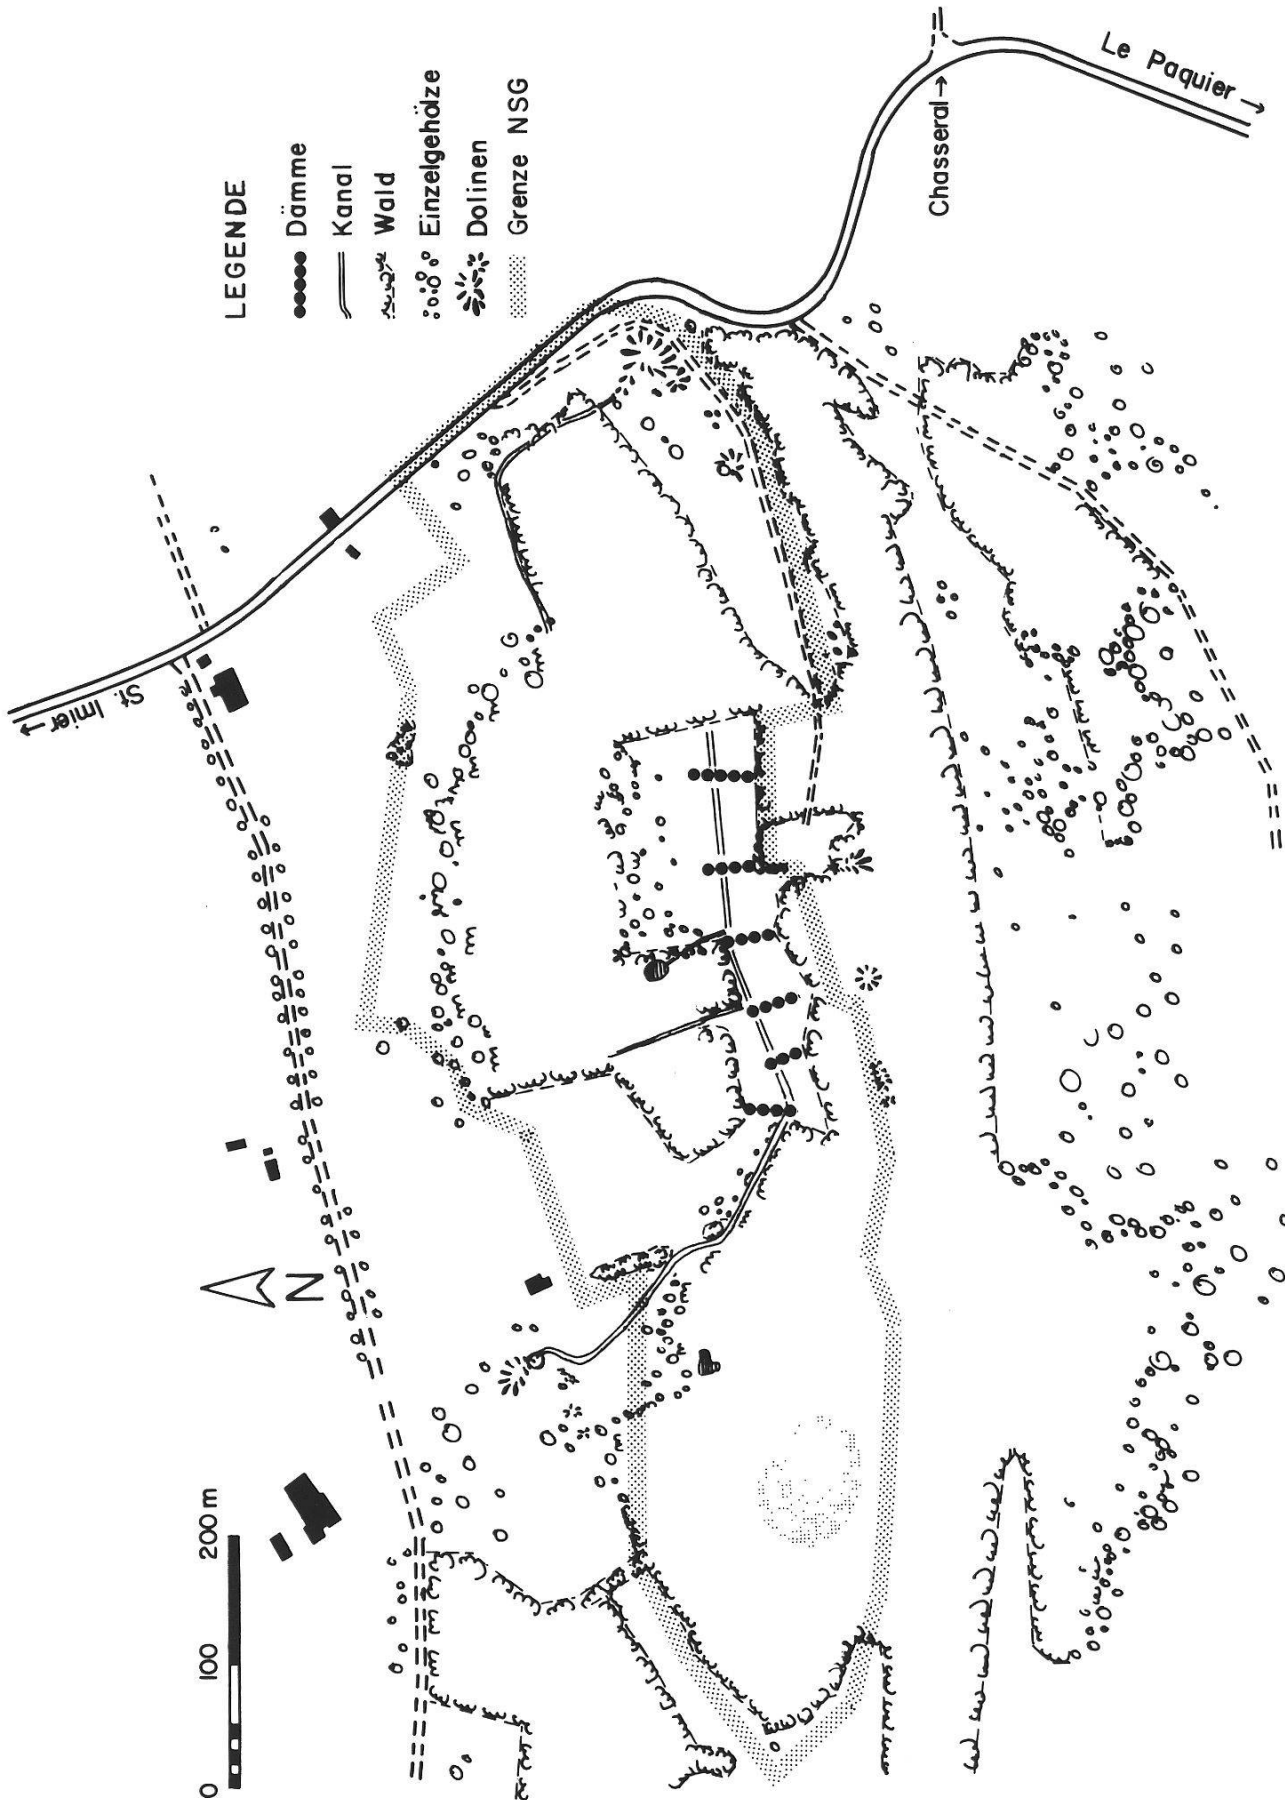 LEGENDE
Dämme
Kanal
Wald
Einzelgehölze
Dolinen
Grenze NSG
Le Paquier →
Chasseral →
St. Imier →
N
0 100 200 m